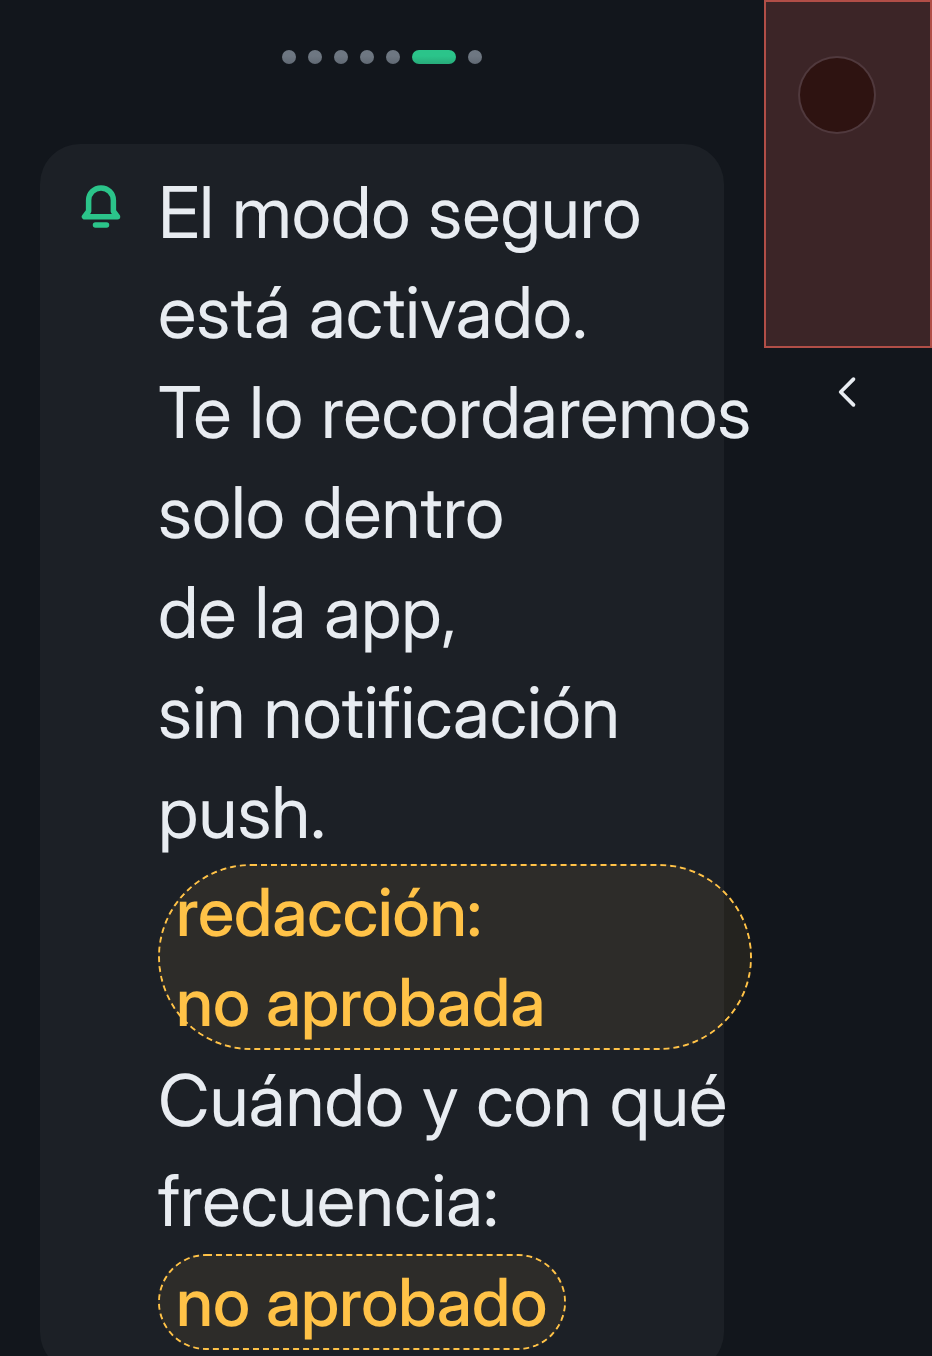 El modo seguro
está activado.
Te lo recordaremos
solo dentro
de la app,
sin notificación
push.
redacción:
no aprobada
Cuándo y con qué
frecuencia:
no aprobado